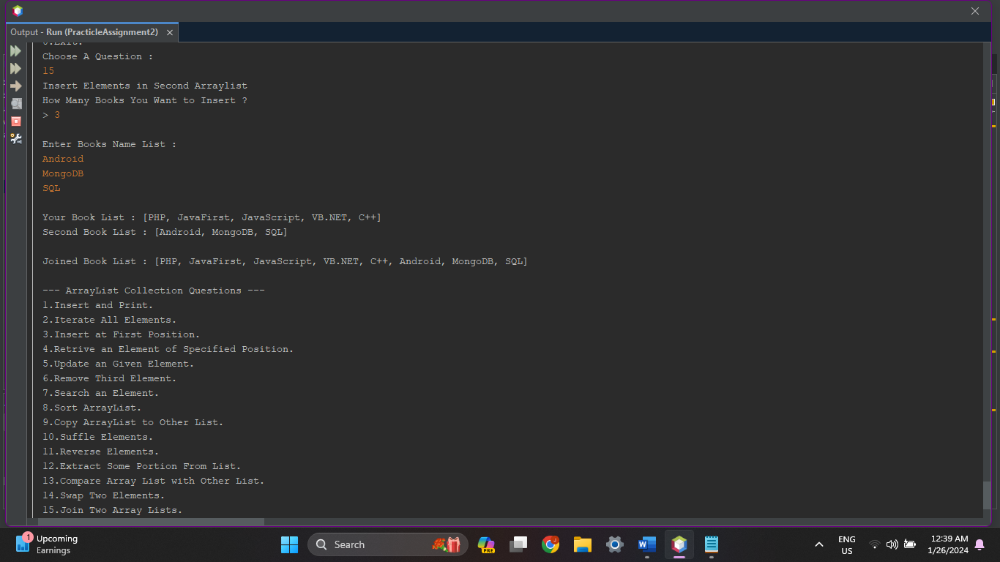 Output - Run (PracticleAssignment2)
0.Exit.
Choose A Question :
15
Insert Elements in Second Arraylist
How Many Books You Want to Insert ?
> 3
Enter Books Name List :
Android
MongoDB
SQL
Your Book List : [PHP, JavaFirst, JavaScript, VB.NET, C++]
Second Book List : [Android, MongoDB, SQL]
Joined Book List : [PHP, JavaFirst, JavaScript, VB.NET, C++, Android, MongoDB, SQL]
--- ArrayList Collection Questions ---
1.Insert and Print.
2.Iterate All Elements.
3.Insert at First Position.
4.Retrive an Element of Specified Position.
5.Update an Given Element.
6.Remove Third Element.
7.Search an Element.
8.Sort ArrayList.
9.Copy ArrayList to Other List.
10.Suffle Elements.
11.Reverse Elements.
12.Extract Some Portion From List.
13.Compare Array List with Other List.
14.Swap Two Elements.
15.Join Two Array Lists.
1
Upcoming
Earnings
Search
PRE
ENG
US
12:39 AM
1/26/2024